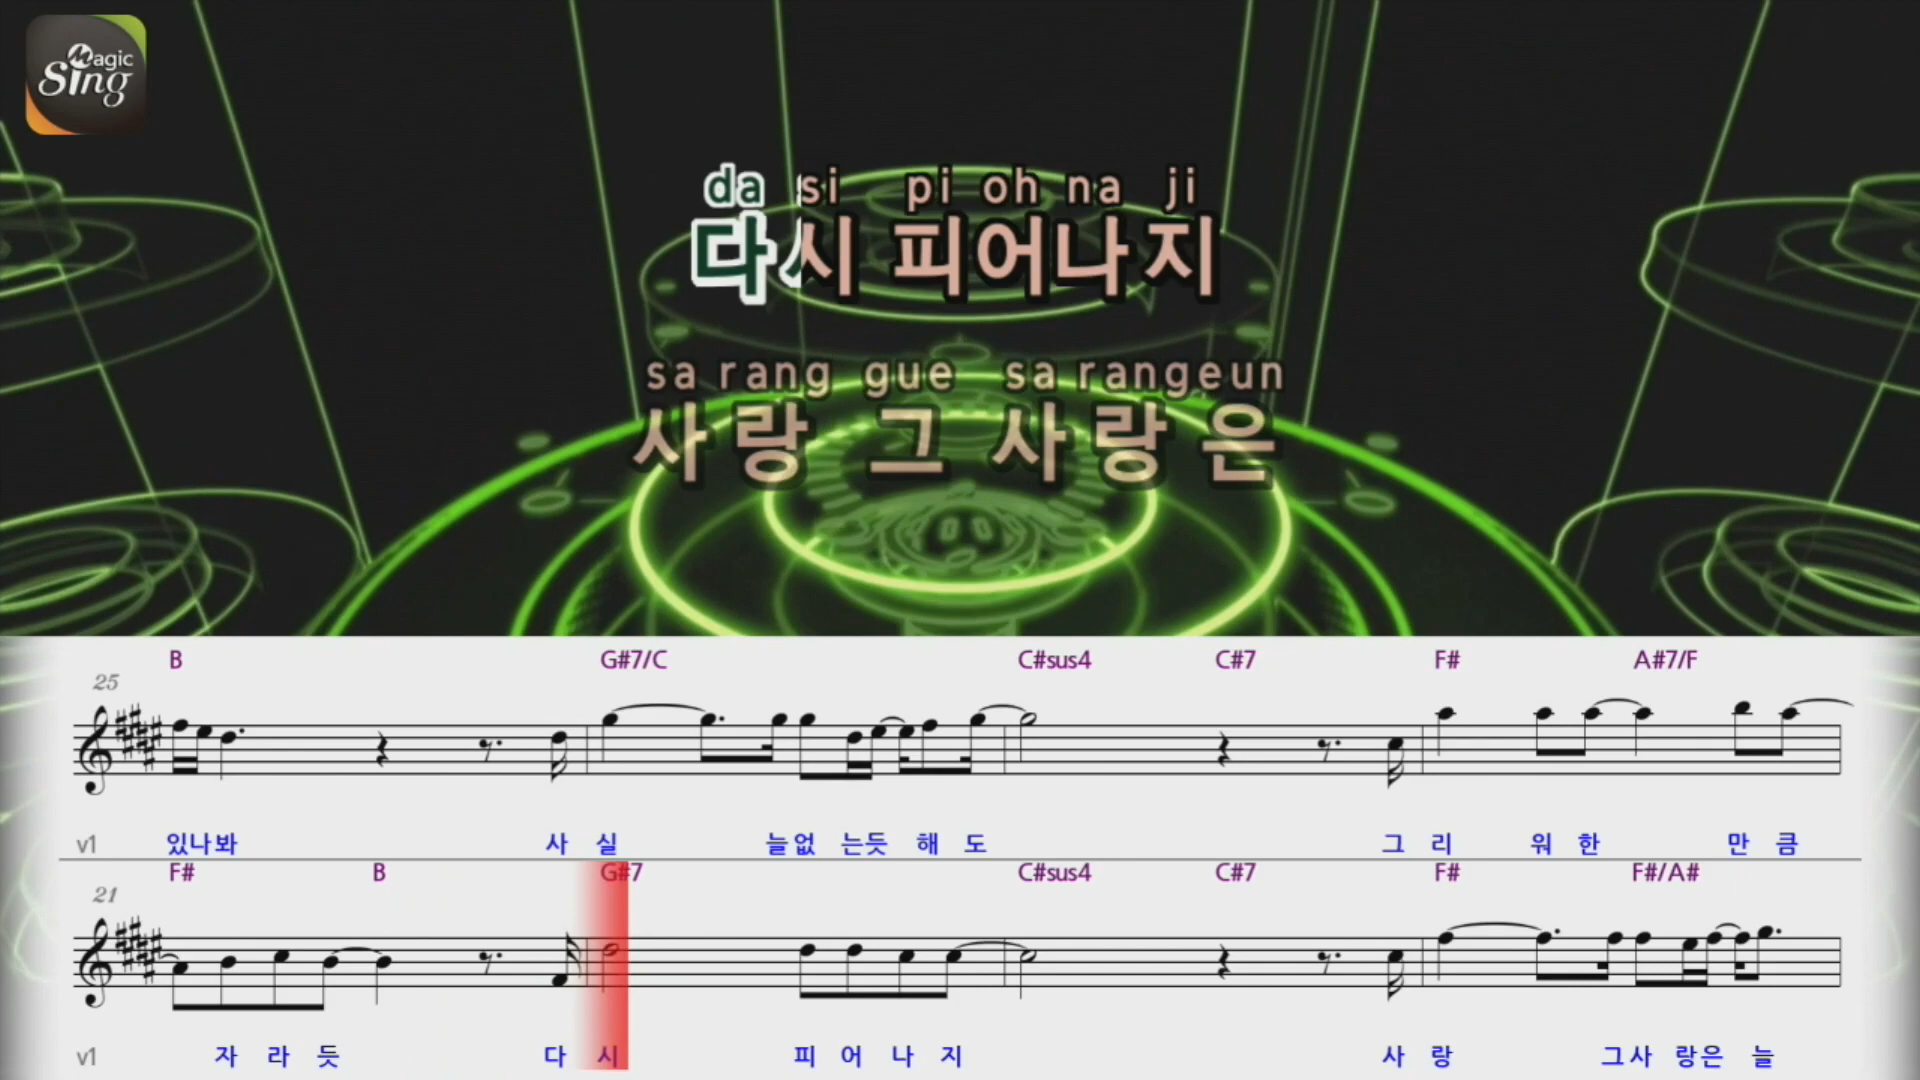 Magic
Sing
da si pi oh na ji
다시 피어나지
sa rang gue sa rangeun
사랑 그 사랑은
B G#7/C C#sus4 C#7 F# A#7/F
25
v1 있나봐 사 실 늘없 는듯 해 도 그 리 워 한 만 큼
F# B G#7 C#sus4 C#7 F# F#/A#
21
v1 자 라 듯 다 시 피 어 나 지 사 랑 그사 랑은 늘